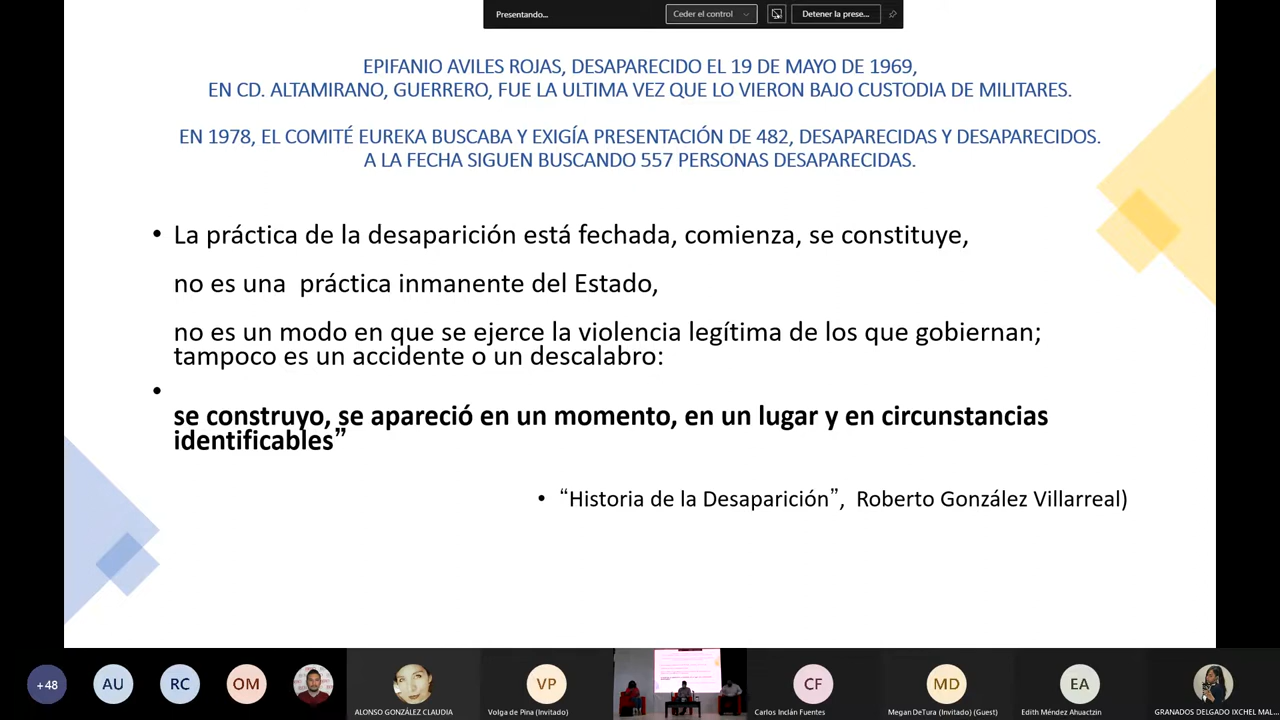 Presentando...
Ceder el control
Detener la prese...
EPIFANIO AVILES ROJAS, DESAPARECIDO EL 19 DE MAYO DE 1969,
EN CD. ALTAMIRANO, GUERRERO, FUE LA ULTIMA VEZ QUE LO VIERON BAJO CUSTODIA DE MILITARES.
EN 1978, EL COMITÉ EUREKA BUSCABA Y EXIGÍA PRESENTACIÓN DE 482, DESAPARECIDAS Y DESAPARECIDOS.
A LA FECHA SIGUEN BUSCANDO 557 PERSONAS DESAPARECIDAS.
• La práctica de la desaparición está fechada, comienza, se constituye,
no es una práctica inmanente del Estado,
no es un modo en que se ejerce la violencia legítima de los que gobiernan;
tampoco es un accidente o un descalabro:
•
se construyo, se apareció en un momento, en un lugar y en circunstancias
identificables”
• “Historia de la Desaparición”, Roberto González Villarreal)
+48
AU
RC
OM
ALONSO GONZÁLEZ CLAUDIA
VP
Volga de Pina (Invitado)
CF
Carlos Inclán Fuentes
MD
Megan DeTura (Invitado) (Guest)
EA
Edith Méndez Ahuactzin
GRANADOS DELGADO IXCHEL MAL...